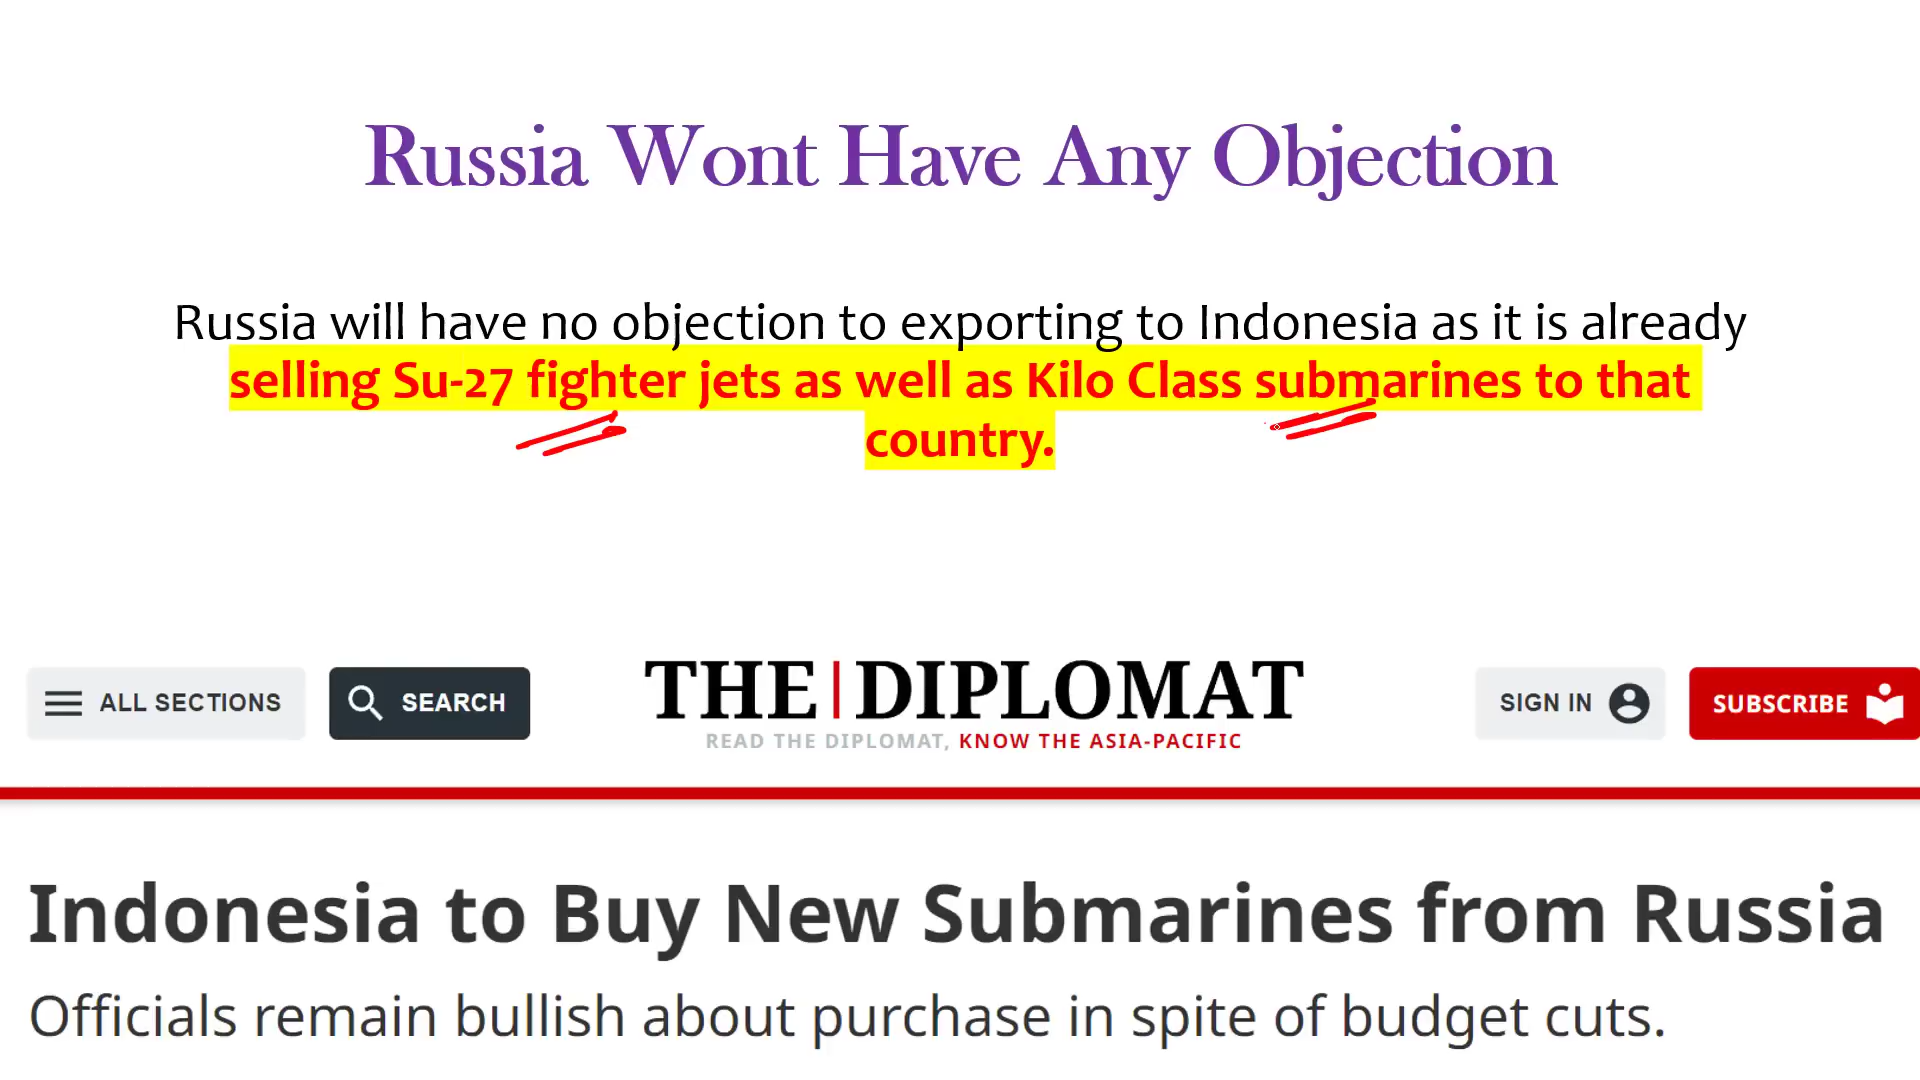 Russia Wont Have Any Objection
Russia will have no objection to exporting to Indonesia as it is already
selling Su-27 fighter jets as well as Kilo Class submarines to that
country.
ALL SECTIONS
SEARCH
THE|DIPLOMAT
READ THE DIPLOMAT, KNOW THE ASIA-PACIFIC
SIGN IN
SUBSCRIBE
Indonesia to Buy New Submarines from Russia
Officials remain bullish about purchase in spite of budget cuts.